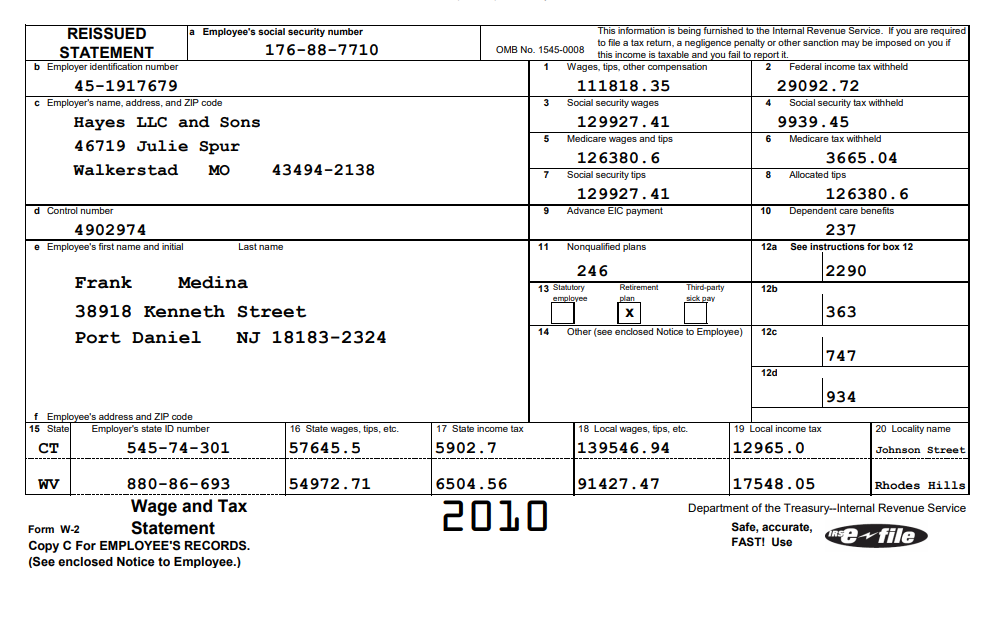 REISSUED STATEMENT
a Employee's social security number
176-88-7710
OMB No. 1545-0008
This information is being furnished to the Internal Revenue Service. If you are required
to file a tax return, a negligence penalty or other sanction may be imposed on you if
this income is taxable and you fail to report it.
b Employer identification number
45-1917679
1 Wages, tips, other compensation
111818.35
2 Federal income tax withheld
29092.72
c Employer's name, address, and ZIP code
Hayes LLC and Sons
46719 Julie Spur
Walkerstad MO 43494-2138
3 Social security wages
129927.41
4 Social security tax withheld
9939.45
5 Medicare wages and tips
126380.6
6 Medicare tax withheld
3665.04
7 Social security tips
129927.41
8 Allocated tips
126380.6
d Control number
4902974
9 Advance EIC payment
10 Dependent care benefits
237
e Employee's first name and initial Last name
Frank Medina
38918 Kenneth Street
Port Daniel NJ 18183-2324
11 Nonqualified plans
246
12a See instructions for box 12
2290
13 Statutory employee
Retirement plan
x
Third-party sick pay
12b
363
14 Other (see enclosed Notice to Employee)
12c
747
12d
934
f Employee's address and ZIP code
15 State Employer's state ID number 16 State wages, tips, etc. 17 State income tax 18 Local wages, tips, etc. 19 Local income tax 20 Locality name
CT 545-74-301 57645.5 5902.7 139546.94 12965.0 Johnson Street
WV 880-86-693 54972.71 6504.56 91427.47 17548.05 Rhodes Hills
Form W-2
Wage and Tax
Statement
2010
Department of the Treasury--Internal Revenue Service
Copy C For EMPLOYEE'S RECORDS.
(See enclosed Notice to Employee.)
Safe, accurate,
FAST! Use
IRS e file